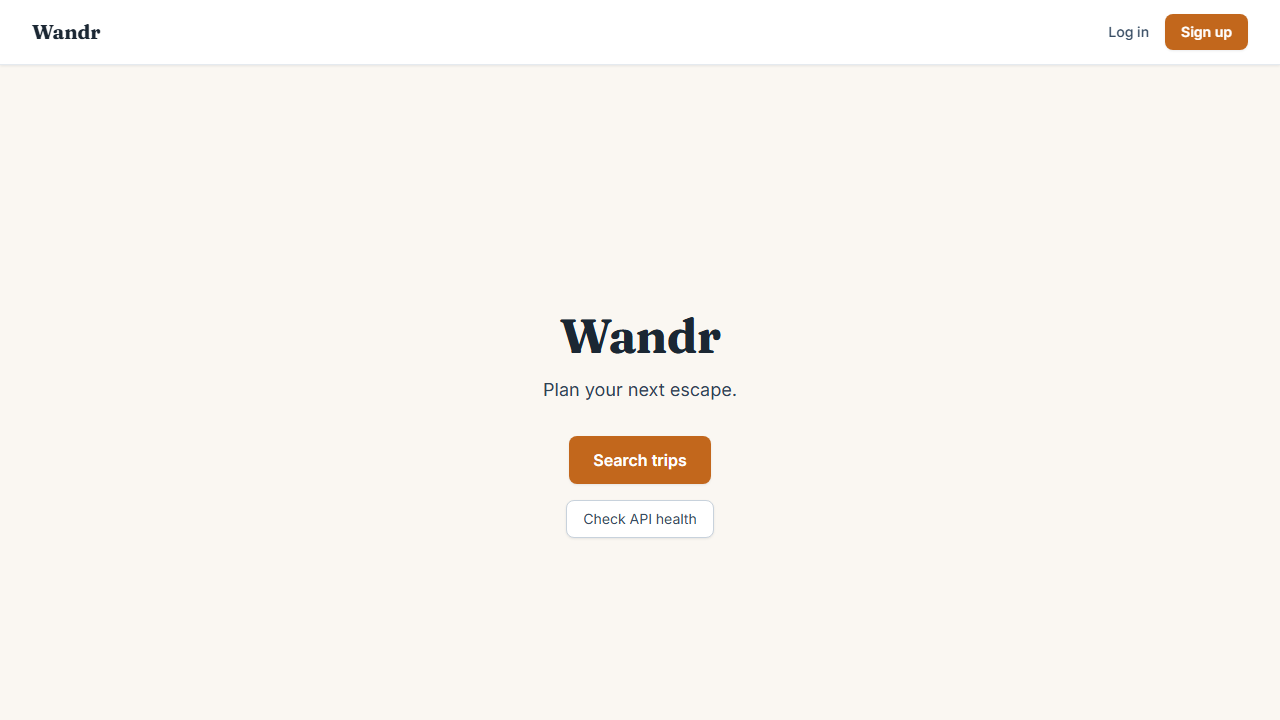 Wandr
Log in
Sign up
Wandr
Plan your next escape.
Search trips
Check API health